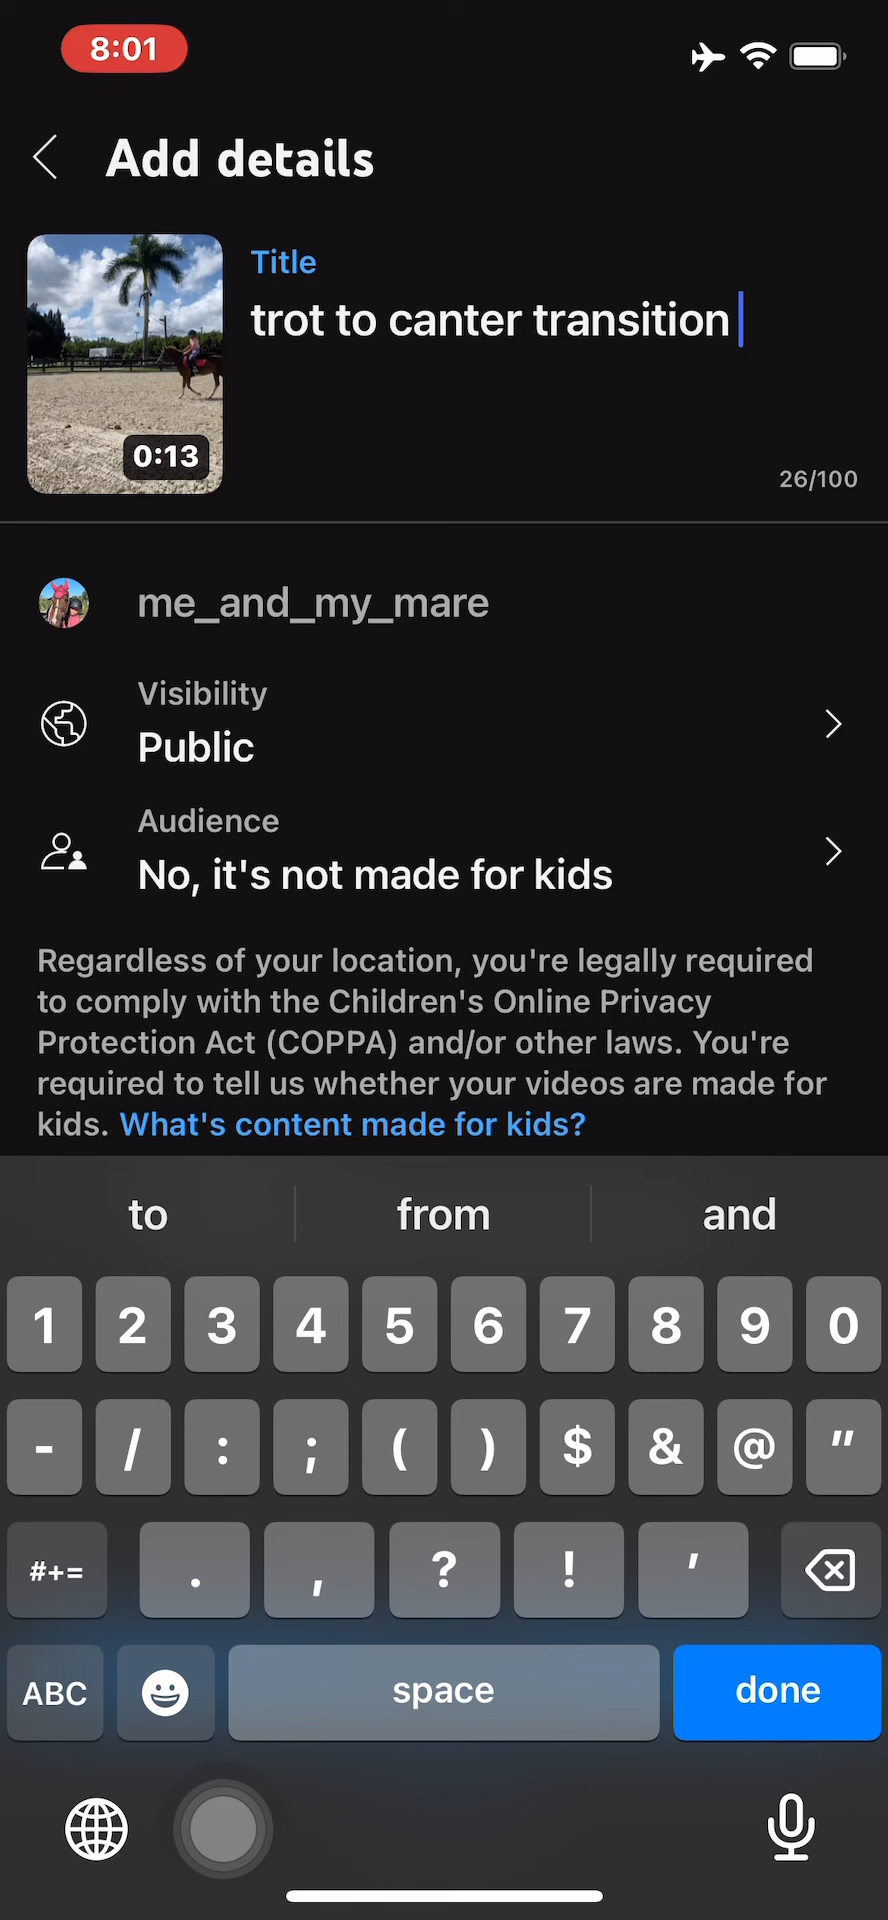 8:01
Add details
Title
trot to canter transition
0:13
26/100
me_and_my_mare
Visibility
Public
Audience
No, it's not made for kids
Regardless of your location, you're legally required
to comply with the Children's Online Privacy
Protection Act (COPPA) and/or other laws. You're
required to tell us whether your videos are made for
kids. What's content made for kids?
to from and
1 2 3 4 5 6 7 8 9 0
- / : ; ( ) $ & @ "
#+= . , ? ! '
ABC space done